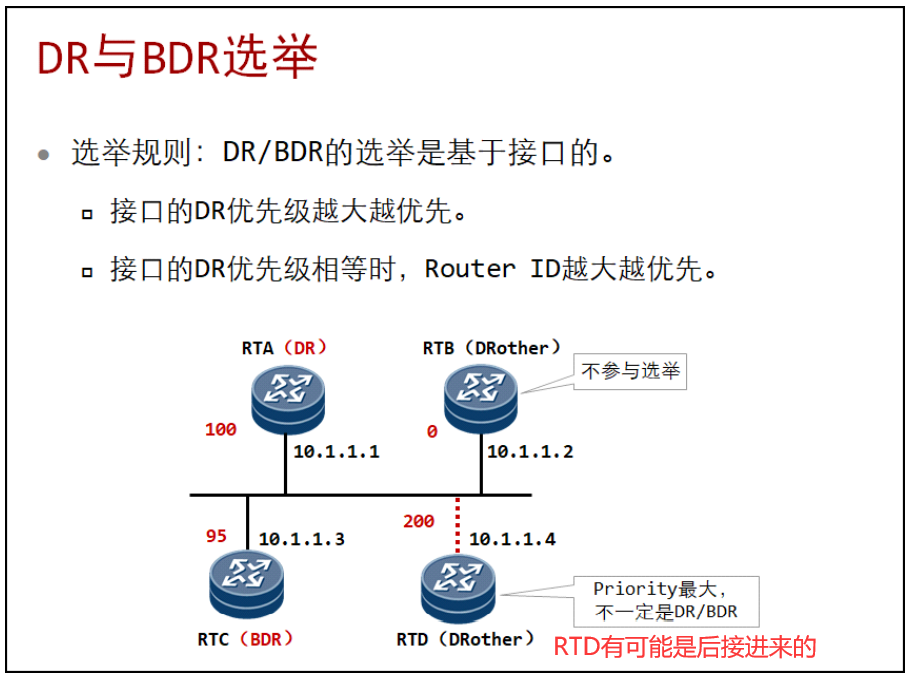 DR与BDR选举
● 选举规则：DR/BDR的选举是基于接口的。
接口的DR优先级越大越优先。
接口的DR优先级相等时，Router ID越大越优先。
RTA（DR）
RTB（DRother）
不参与选举
100
10.1.1.1
0
10.1.1.2
95
10.1.1.3
200
10.1.1.4
Priority最大，
不一定是DR/BDR
RTC（BDR）
RTD（DRother）
RTD有可能是后接进来的